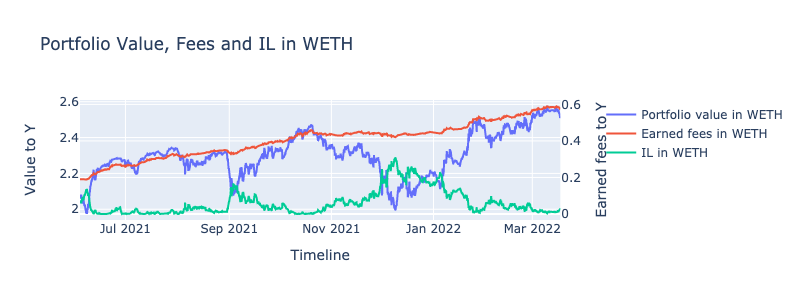 Portfolio Value, Fees and IL in WETH
Value to Y
2.6
2.4
2.2
2
0.6
0.4
0.2
0
Earned fees to Y
Portfolio value in WETH
Earned fees in WETH
IL in WETH
Jul 2021
Sep 2021
Nov 2021
Jan 2022
Mar 2022
Timeline